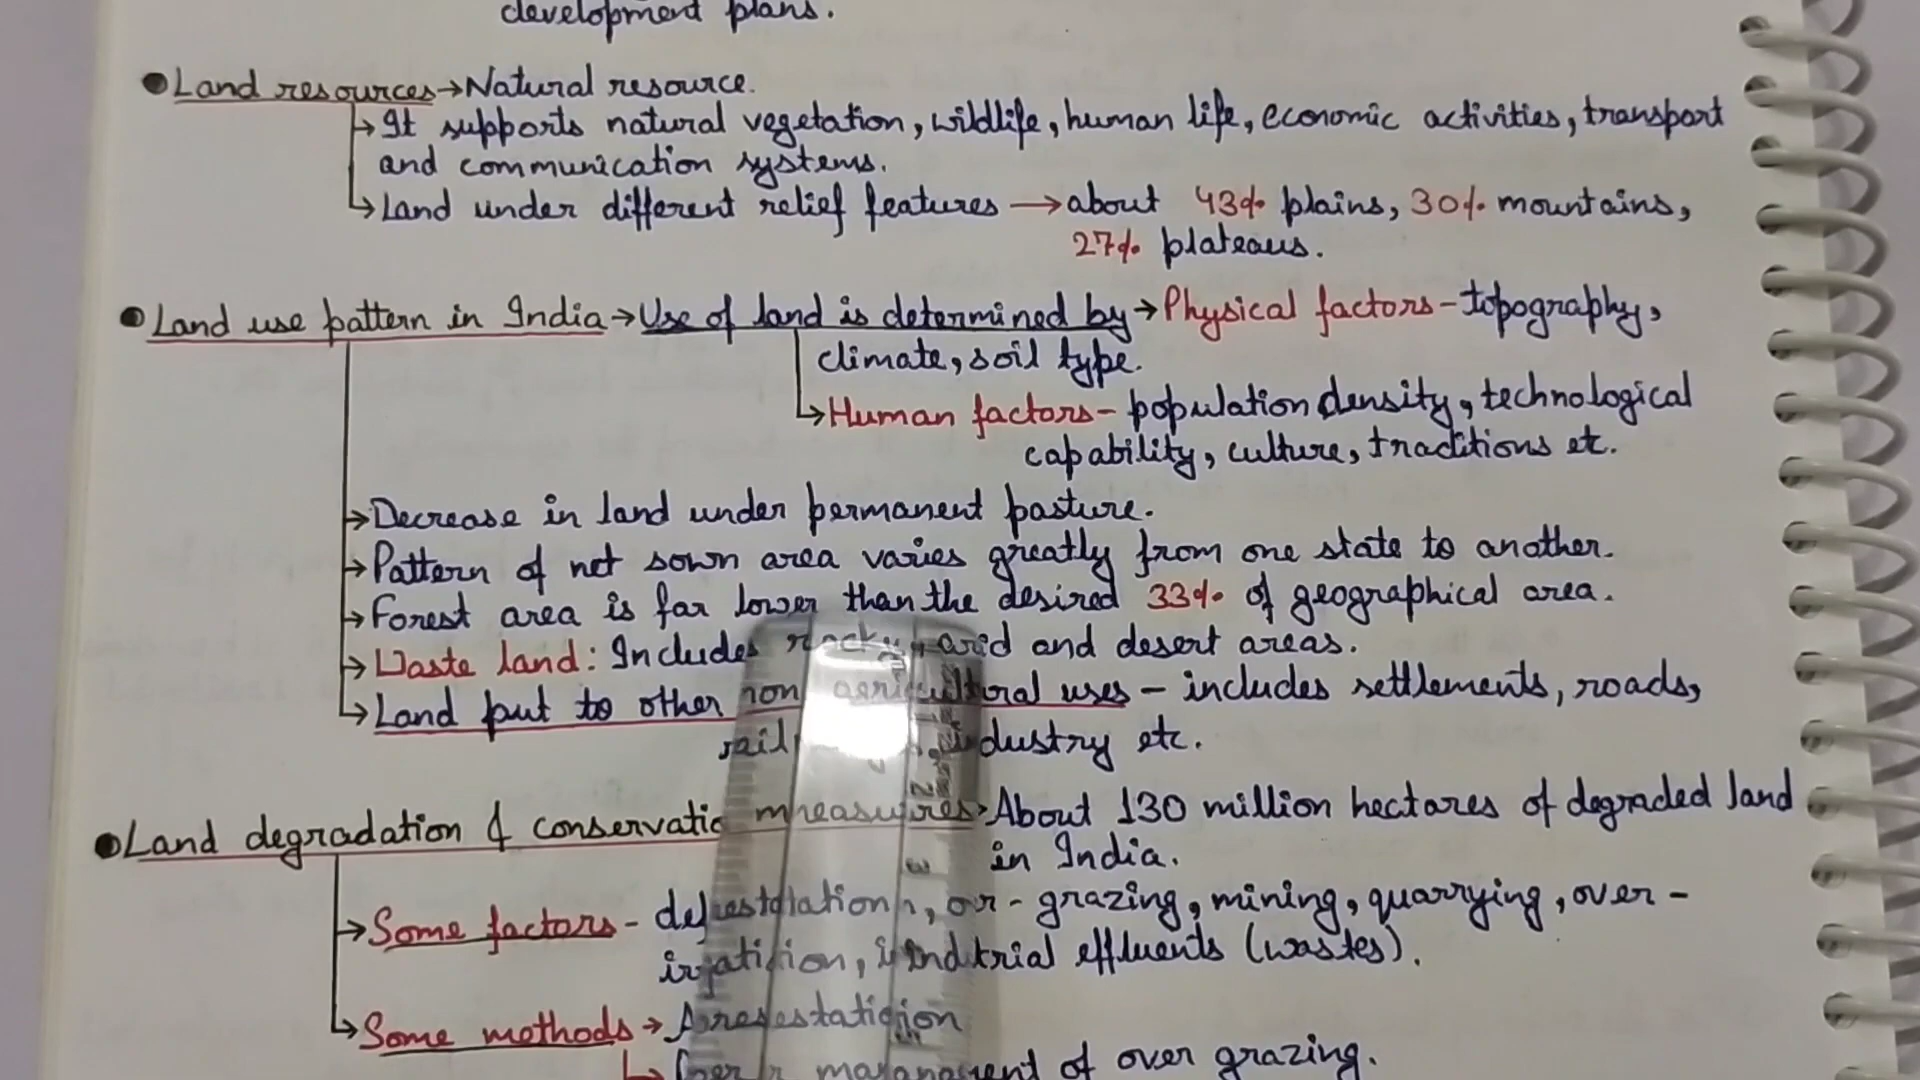 development plans.
● Land resources → Natural resource.
→ It supports natural vegetation, wildlife, human life, economic activities, transport
and communication systems.
→ Land under different relief features → about 43% plains, 30% mountains,
27% plateaus.
● Land use pattern in India → Use of land is determined by → Physical factors - topography,
climate, soil type.
→ Human factors - population density, technological
capability, culture, traditions etc.
→ Decrease in land under permanent pasture.
→ Pattern of net sown area varies greatly from one state to another.
→ Forest area is far lower than the desired 33% of geographical area.
→ Waste land : Includes rocky, arid and desert areas.
→ Land put to other non agricultural uses - includes settlements, roads,
industry etc.
● Land degradation & conservation measures → About 130 million hectares of degraded land
in India.
→ Some factors - grazing, mining, quarrying, over -
industrial effluents (wastes).
→ Some methods →
of over grazing.